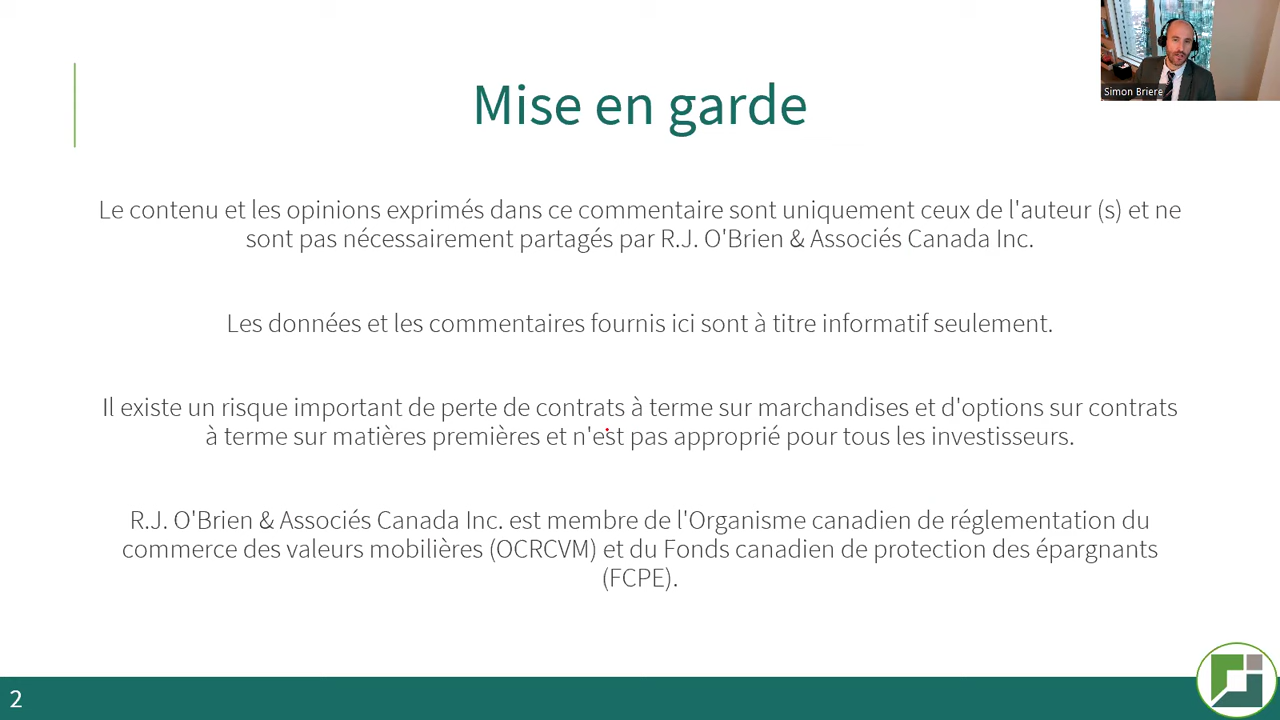 Simon Briere
Mise en garde
Le contenu et les opinions exprimés dans ce commentaire sont uniquement ceux de l'auteur (s) et ne
sont pas nécessairement partagés par R.J. O'Brien & Associés Canada Inc.
Les données et les commentaires fournis ici sont à titre informatif seulement.
Il existe un risque important de perte de contrats à terme sur marchandises et d'options sur contrats
à terme sur matières premières et n'est pas approprié pour tous les investisseurs.
R.J. O'Brien & Associés Canada Inc. est membre de l'Organisme canadien de réglementation du
commerce des valeurs mobilières (OCRCVM) et du Fonds canadien de protection des épargnants
(FCPE).
2